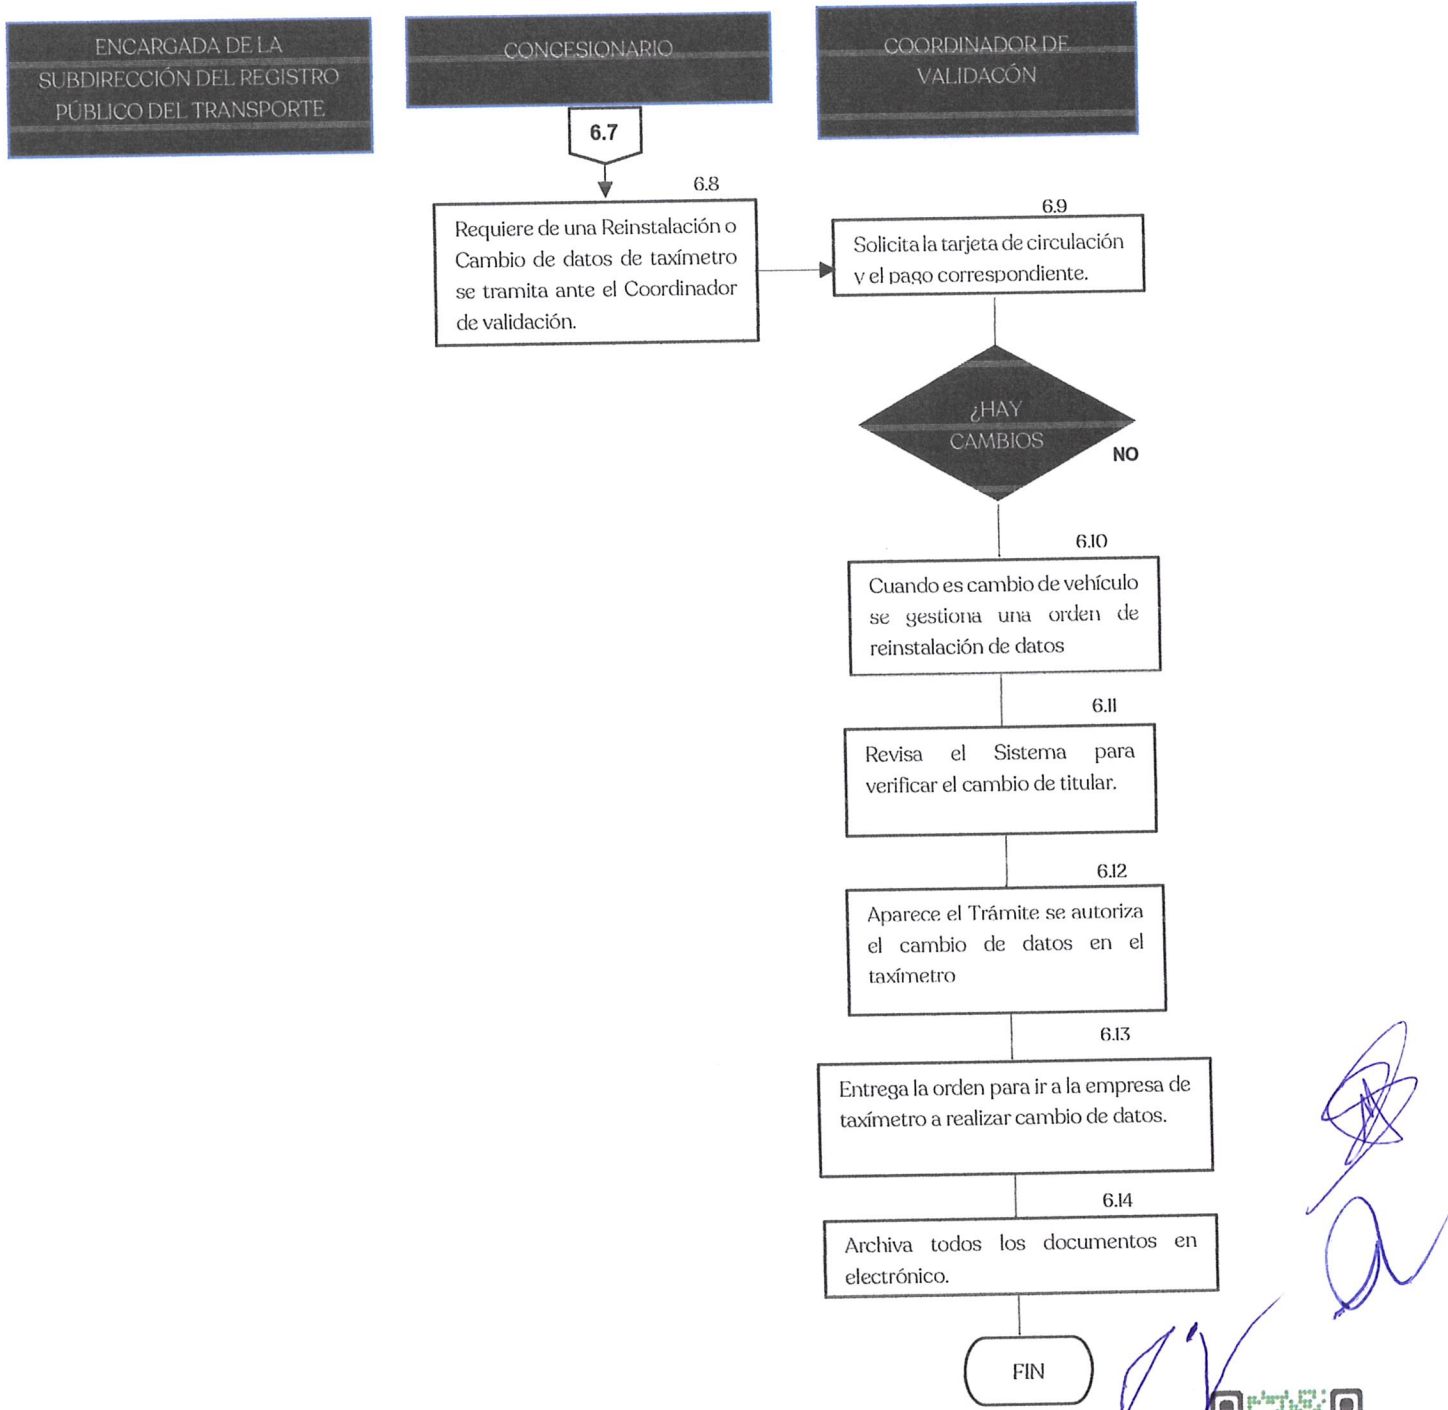 ENCARGADA DE LA
SUBDIRECCIÓN DEL REGISTRO
PÚBLICO DEL TRANSPORTE
CONCESIONARIO
COORDINADOR DE
VALIDACÓN
6.7
6.8
Requiere de una Reinstalación o
Cambio de datos de taxímetro
se tramita ante el Coordinador
de validación.
6.9
Solicita la tarjeta de circulación
y el pago correspondiente.
¿HAY
CAMBIOS
NO
6.10
Cuando es cambio de vehículo
se gestiona una orden de
reinstalación de datos
6.11
Revisa el Sistema para
verificar el cambio de titular.
6.12
Aparece el Trámite se autoriza
el cambio de datos en el
taxímetro
6.13
Entrega la orden para ir a la empresa de
taxímetro a realizar cambio de datos.
6.14
Archiva todos los documentos en
electrónico.
FIN